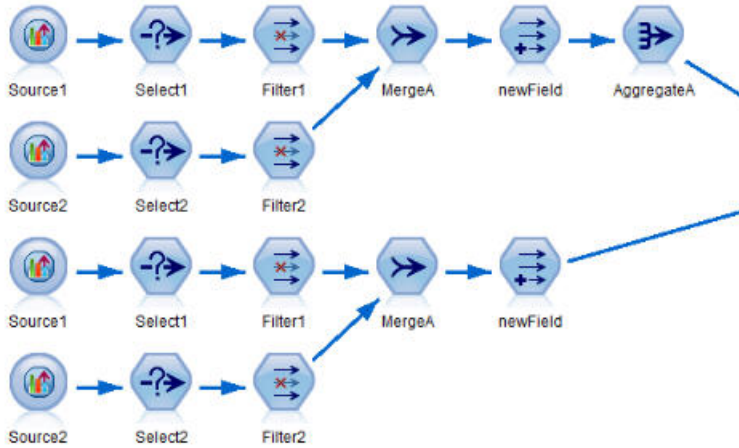 Source1 Select1 Filter1 MergeA newField AggregateA
Source2 Select2 Filter2
Source1 Select1 Filter1 MergeA newField
Source2 Select2 Filter2